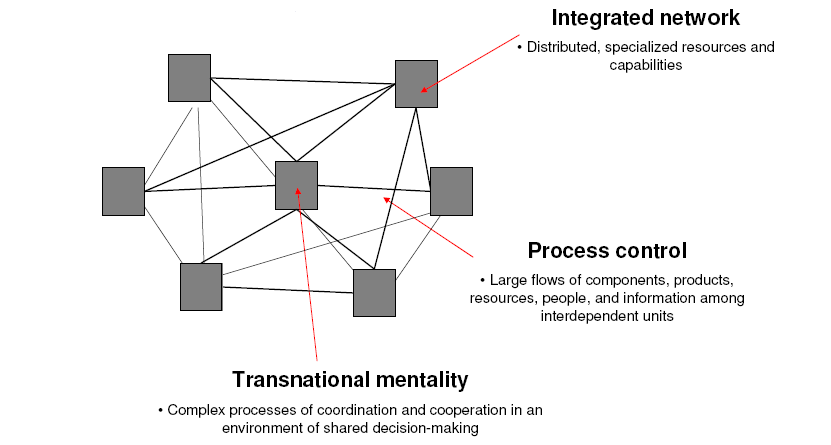 Integrated network
• Distributed, specialized resources and
capabilities
Process control
• Large flows of components, products,
resources, people, and information among
interdependent units
Transnational mentality
• Complex processes of coordination and cooperation in an
environment of shared decision-making